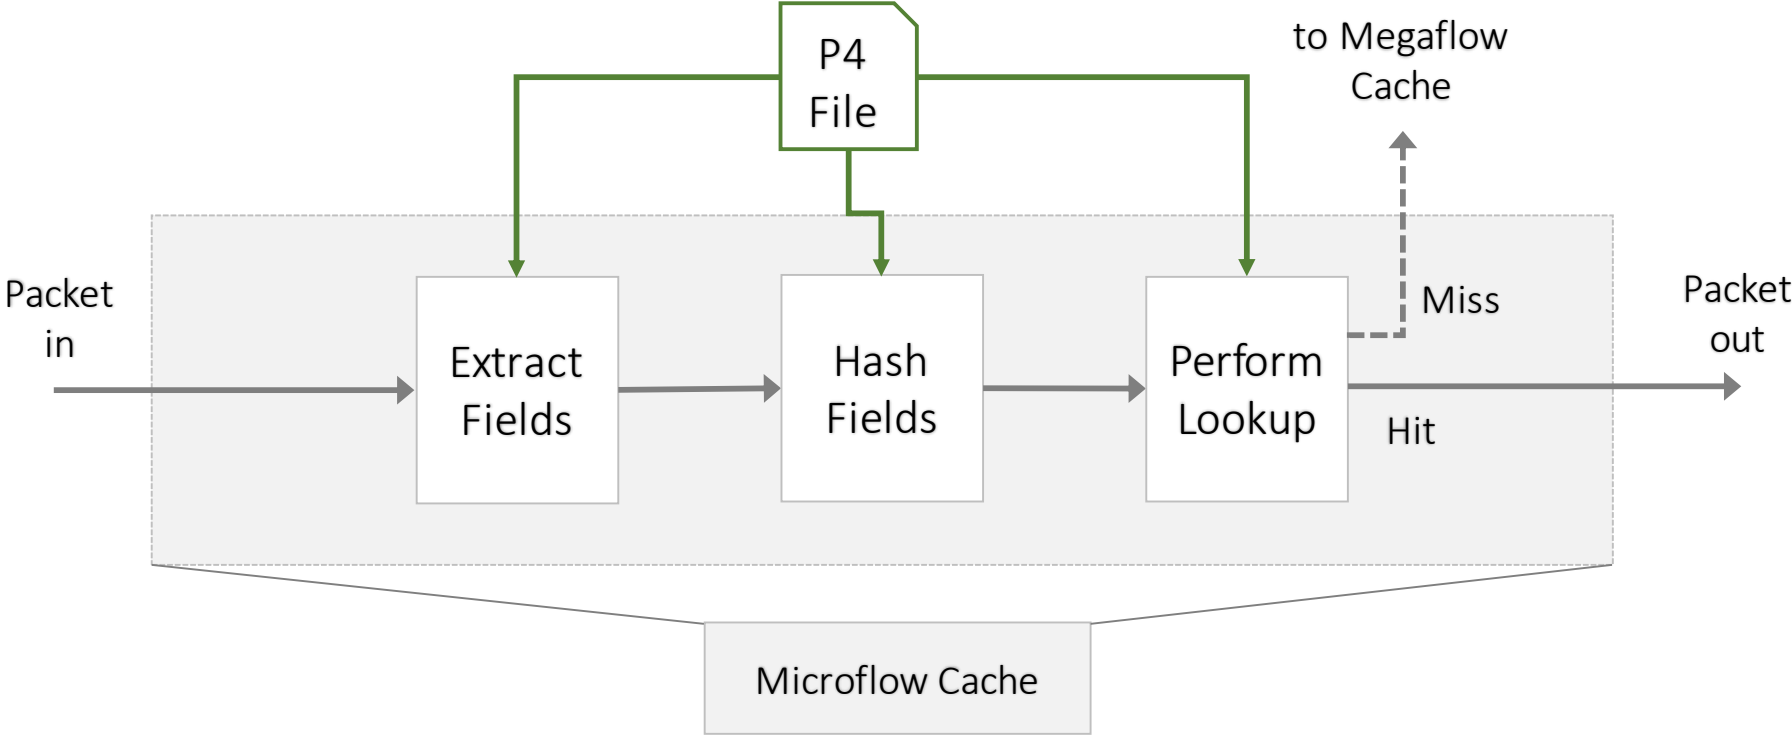 P4
File
to Megaflow
Cache
Packet
in
Extract
Fields
Hash
Fields
Perform
Lookup
Miss
Hit
Packet
out
Microflow Cache